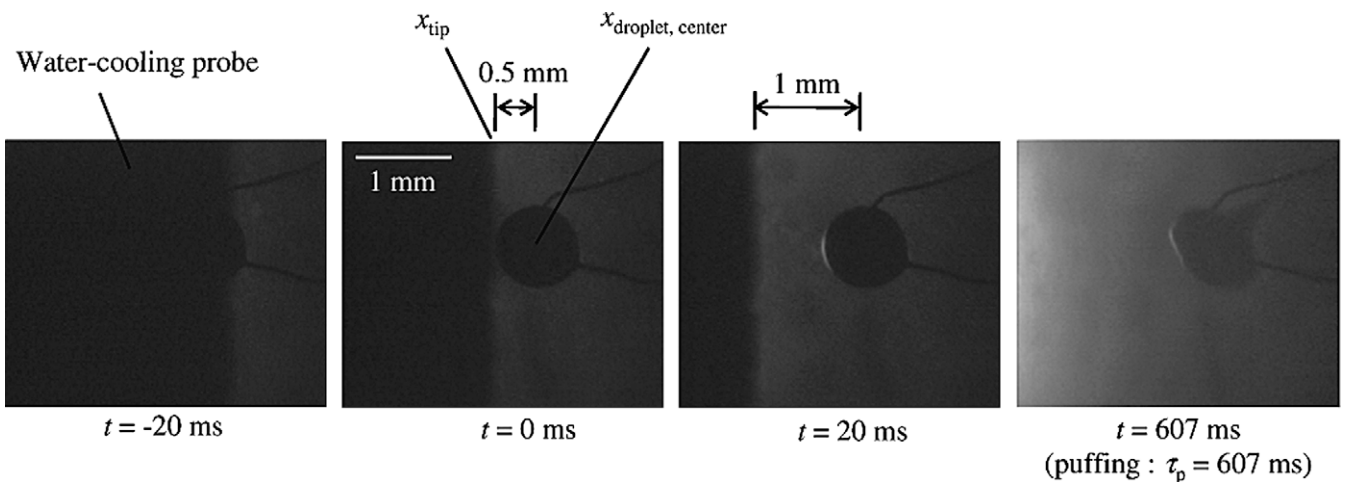 x_tip
x_droplet, center
Water-cooling probe
0.5 mm
1 mm
1 mm
t = -20 ms
t = 0 ms
t = 20 ms
t = 607 ms
(puffing : τ_p = 607 ms)